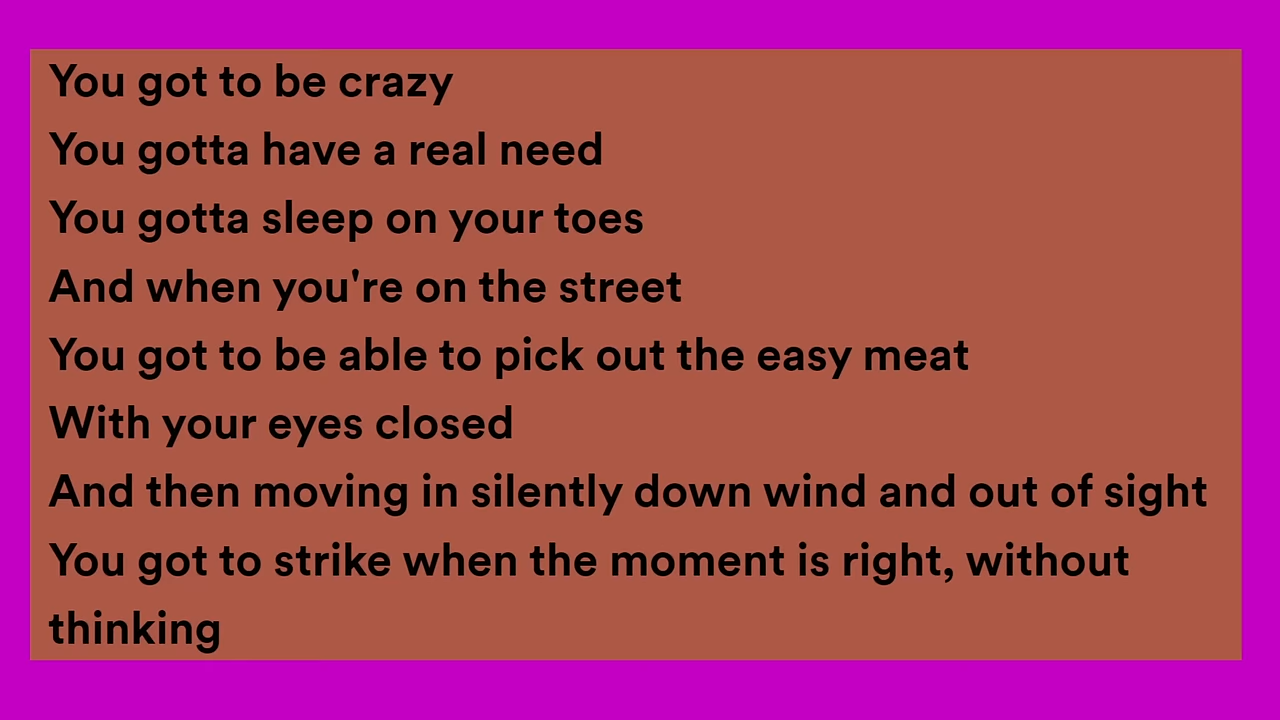 You got to be crazy
You gotta have a real need
You gotta sleep on your toes
And when you're on the street
You got to be able to pick out the easy meat
With your eyes closed
And then moving in silently down wind and out of sight
You got to strike when the moment is right, without
thinking